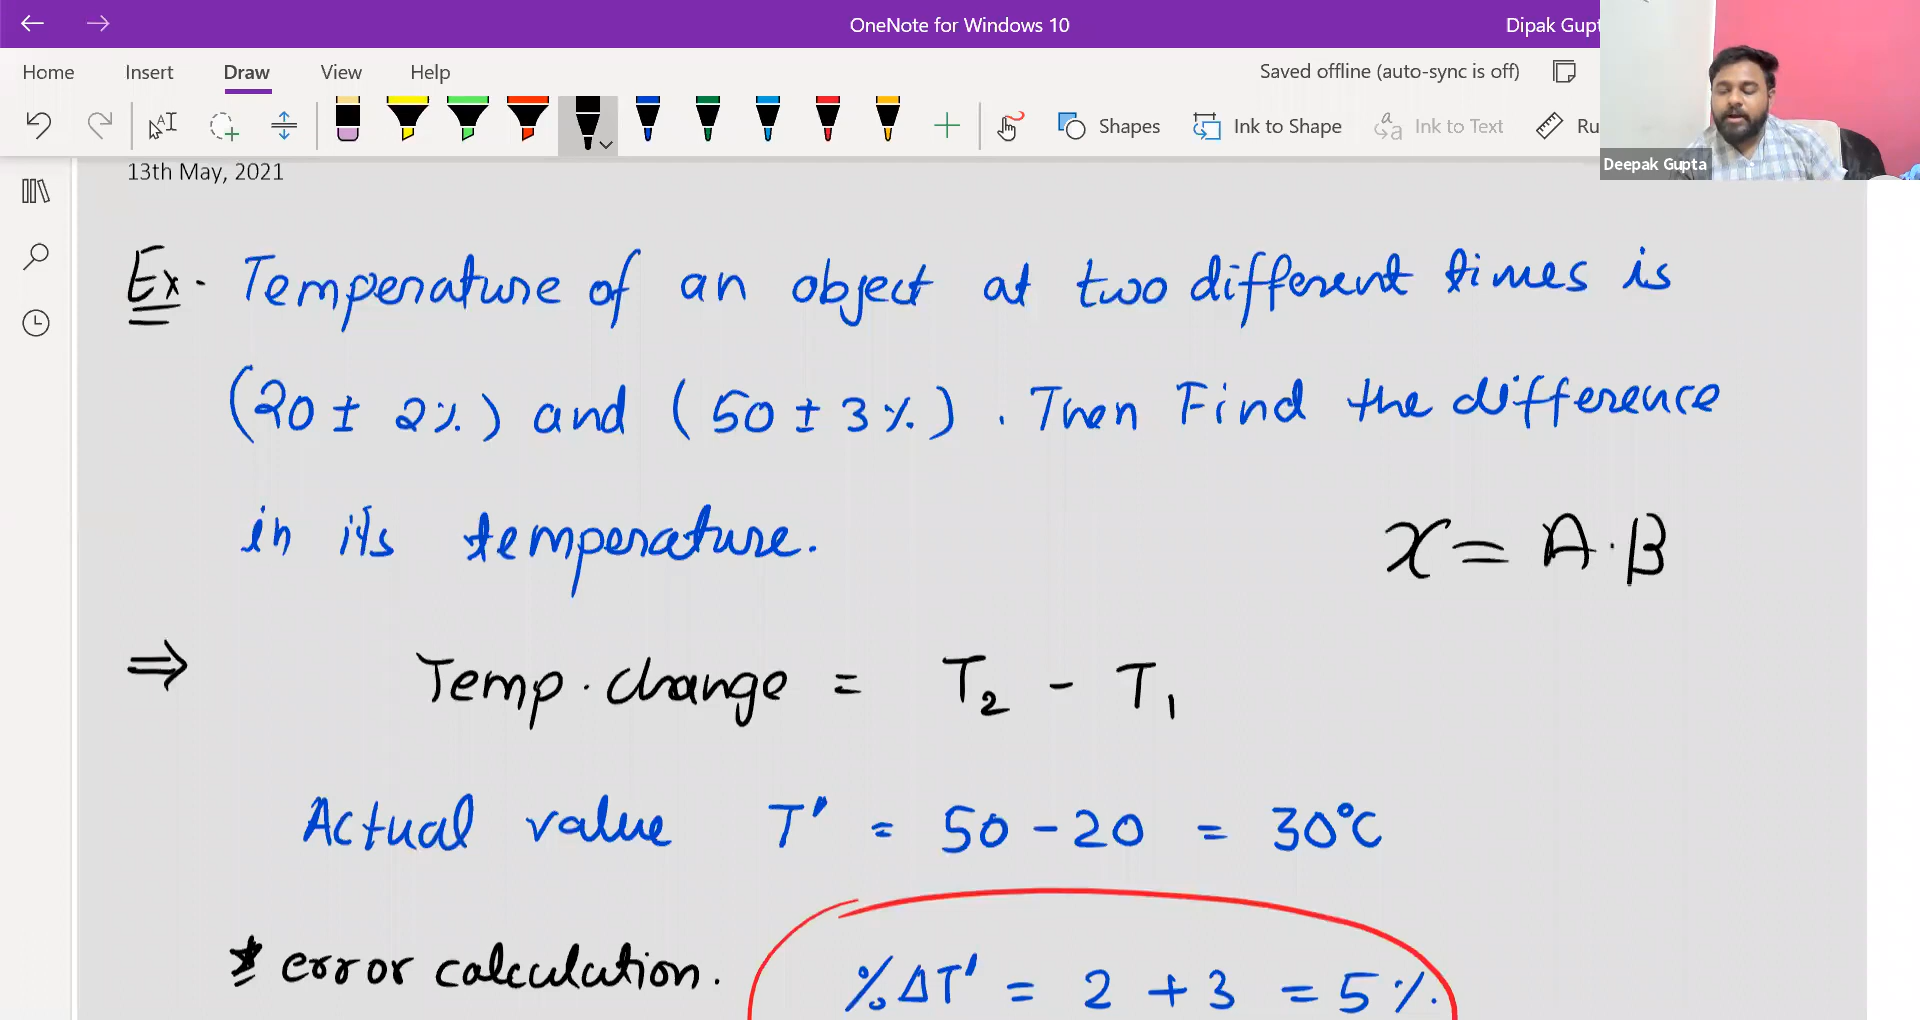 OneNote for Windows 10
Dipak Gupt
Home Insert Draw View Help
Saved offline (auto-sync is off)
Shapes Ink to Shape Ink to Text Ru
Deepak Gupta
13th May, 2021
Ex. Temperature of an object at two different times is
(20 ± 2%) and (50 ± 3%). Then Find the difference
in its temperature.
x = A·B
⇒ Temp. change = T₂ - T₁
Actual value T' = 50 - 20 = 30°C
* error calculation. %ΔT' = 2 + 3 = 5%.